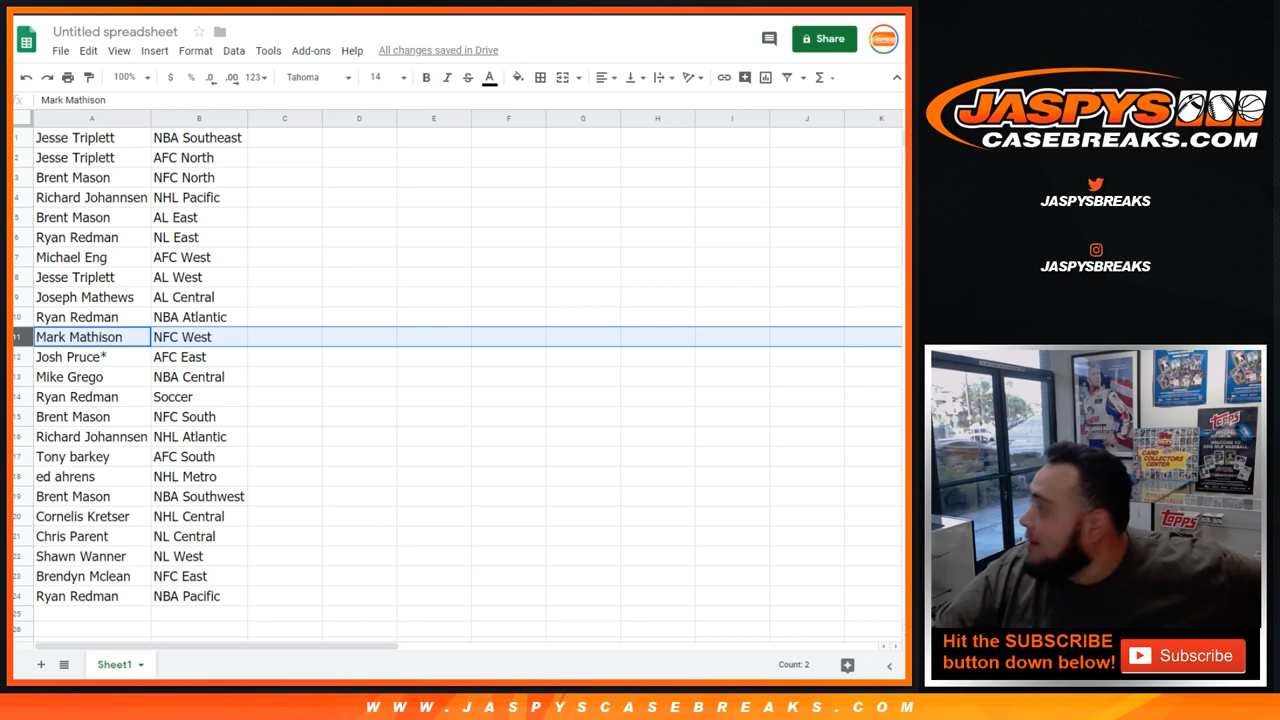 Untitled spreadsheet
File Edit View Insert Format Data Tools Add-ons Help All changes saved in Drive
Share
100% $ % .0 .00 123 Tahoma 14 B I S A
fx Mark Mathison
A B C D E F G H I J K
1 Jesse Triplett NBA Southeast
2 Jesse Triplett AFC North
3 Brent Mason NFC North
4 Richard Johannsen NHL Pacific
5 Brent Mason AL East
6 Ryan Redman NL East
7 Michael Eng AFC West
8 Jesse Triplett AL West
9 Joseph Mathews AL Central
10 Ryan Redman NBA Atlantic
11 Mark Mathison NFC West
12 Josh Pruce* AFC East
13 Mike Grego NBA Central
14 Ryan Redman Soccer
15 Brent Mason NFC South
16 Richard Johannsen NHL Atlantic
17 Tony barkey AFC South
18 ed ahrens NHL Metro
19 Brent Mason NBA Southwest
20 Cornelis Kretser NHL Central
21 Chris Parent NL Central
22 Shawn Wanner NL West
23 Brendyn Mclean NFC East
24 Ryan Redman NBA Pacific
25
26
Sheet1
Count: 2
JASPYS
CASEBREAKS.COM
JASPYSBREAKS
JASPYSBREAKS
topps
CARD
COLLECTORS
CENTER
topps
Hit the SUBSCRIBE
button down below!
Subscribe
WWW.JASPYSCASEBREAKS.COM